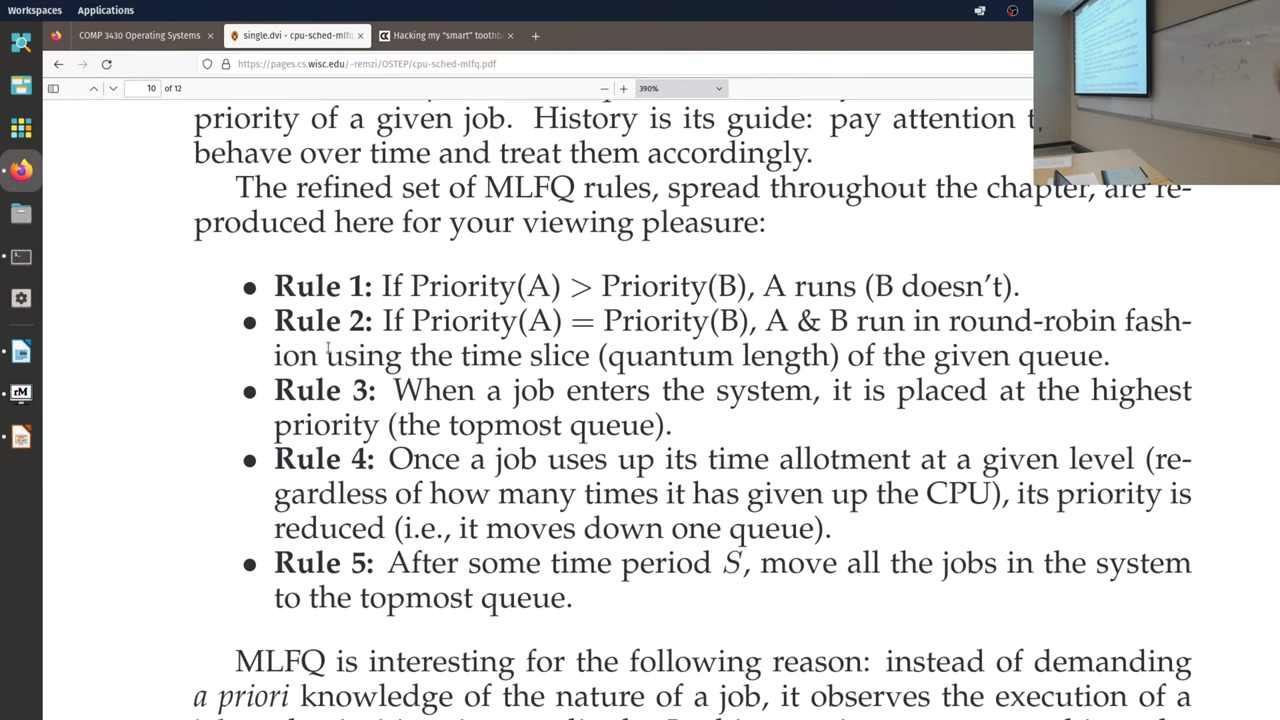 Workspaces Applications
COMP 3430 Operating Systems × single.dvi - cpu-sched-mlfq × Hacking my "smart" toothb × +
https://pages.cs.wisc.edu/~remzi/OSTEP/cpu-sched-mlfq.pdf
10 of 12 — + 390%
priority of a given job. History is its guide: pay attention
behave over time and treat them accordingly.
The refined set of MLFQ rules, spread throughout the chapter, are re-
produced here for your viewing pleasure:
• Rule 1: If Priority(A) > Priority(B), A runs (B doesn't).
• Rule 2: If Priority(A) = Priority(B), A & B run in round-robin fash-
ion using the time slice (quantum length) of the given queue.
• Rule 3: When a job enters the system, it is placed at the highest
priority (the topmost queue).
• Rule 4: Once a job uses up its time allotment at a given level (re-
gardless of how many times it has given up the CPU), its priority is
reduced (i.e., it moves down one queue).
• Rule 5: After some time period S, move all the jobs in the system
to the topmost queue.
MLFQ is interesting for the following reason: instead of demanding
a priori knowledge of the nature of a job, it observes the execution of a